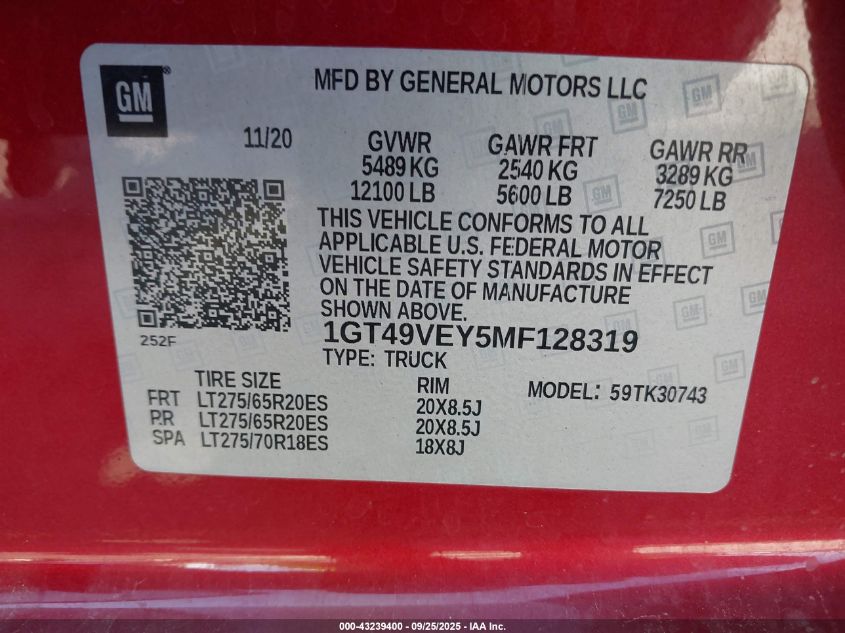 GM
MFD BY GENERAL MOTORS LLC
11/20 GVWR GAWR FRT GAWR RR
5489 KG 2540 KG 3289 KG
12100 LB 5600 LB 7250 LB
THIS VEHICLE CONFORMS TO ALL
APPLICABLE U.S. FEDERAL MOTOR
VEHICLE SAFETY STANDARDS IN EFFECT
ON THE DATE OF MANUFACTURE
SHOWN ABOVE.
252F
1GT49VEY5MF128319
TYPE: TRUCK
TIRE SIZE RIM MODEL: 59TK30743
FRT LT275/65R20ES 20X8.5J
RR LT275/65R20ES 20X8.5J
SPA LT275/70R18ES 18X8J
000-43239400 - 09/25/2025 - IAA Inc.